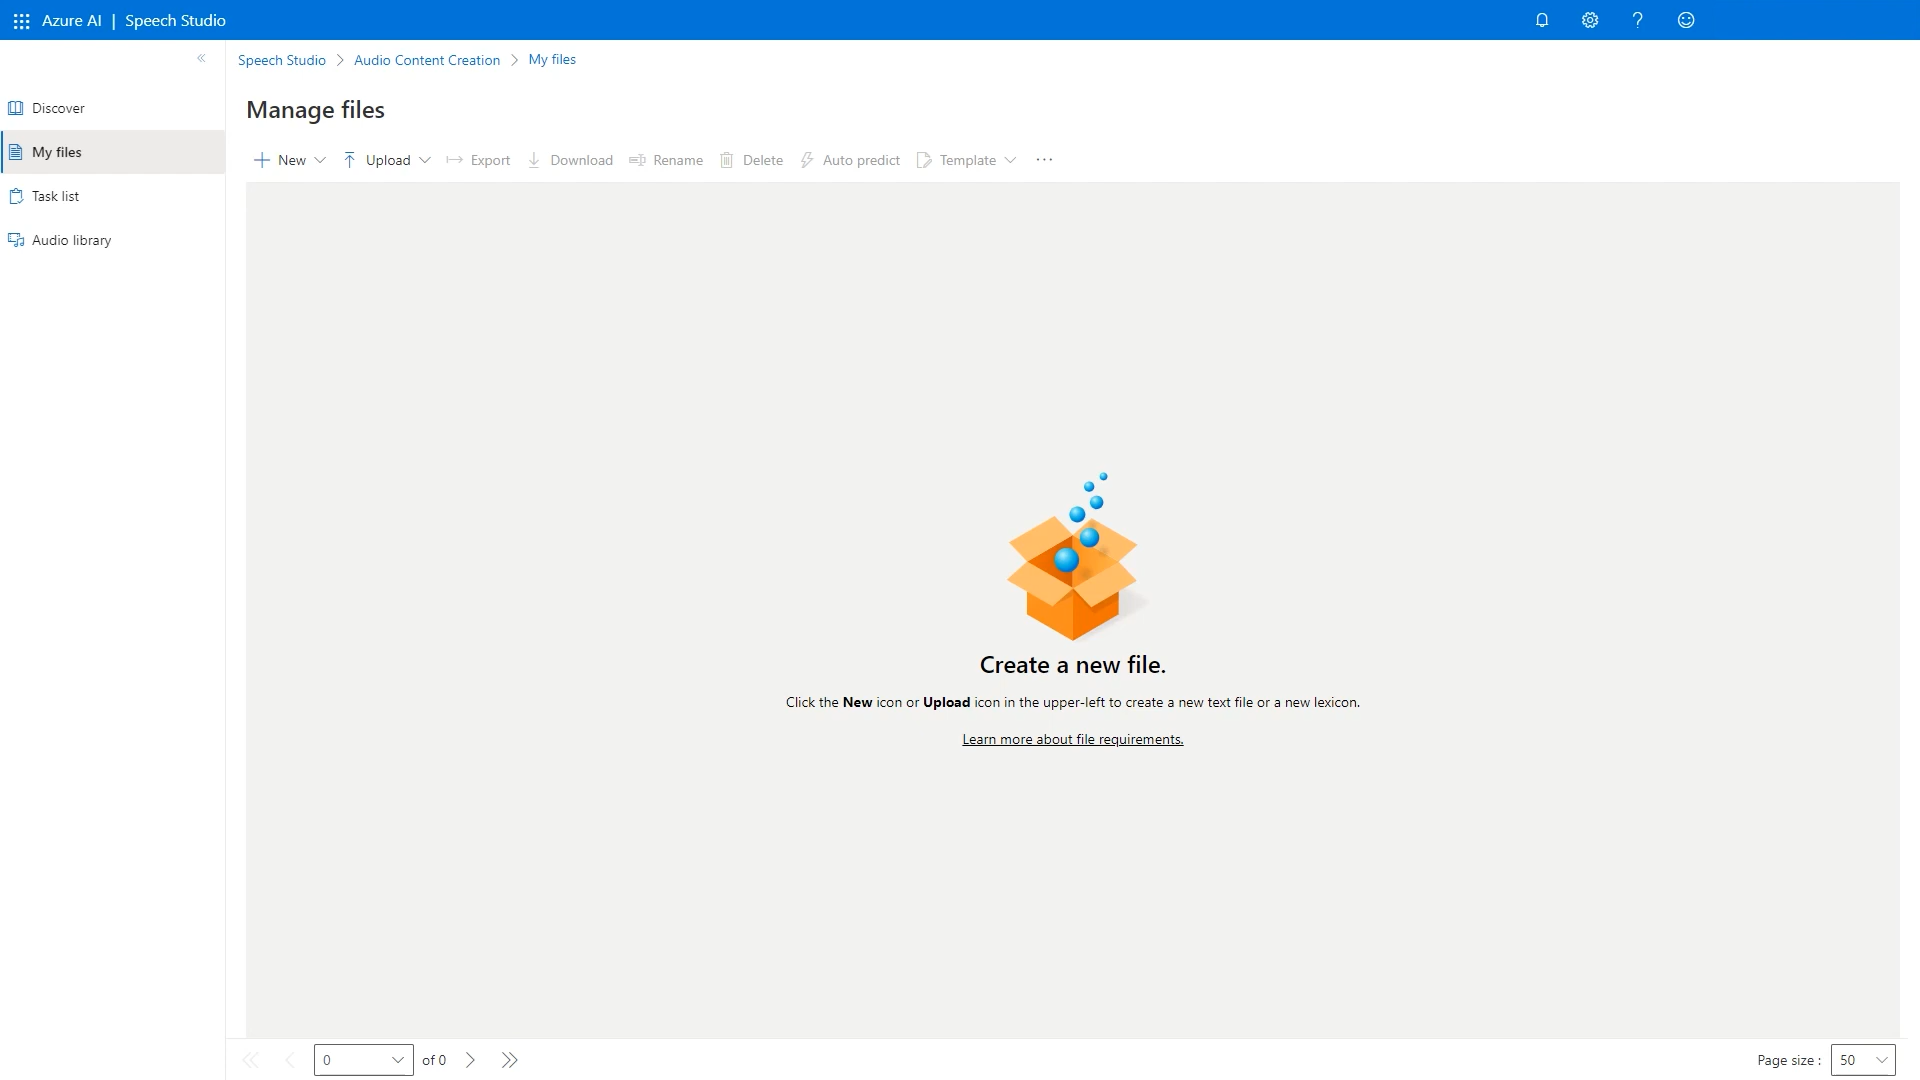 Azure AI | Speech Studio
Speech Studio > Audio Content Creation > My files
Discover
My files
Task list
Audio library
Manage files
New Upload Export Download Rename Delete Auto predict Template ...
Create a new file.
Click the New icon or Upload icon in the upper-left to create a new text file or a new lexicon.
Learn more about file requirements.
0 of 0
Page size : 50